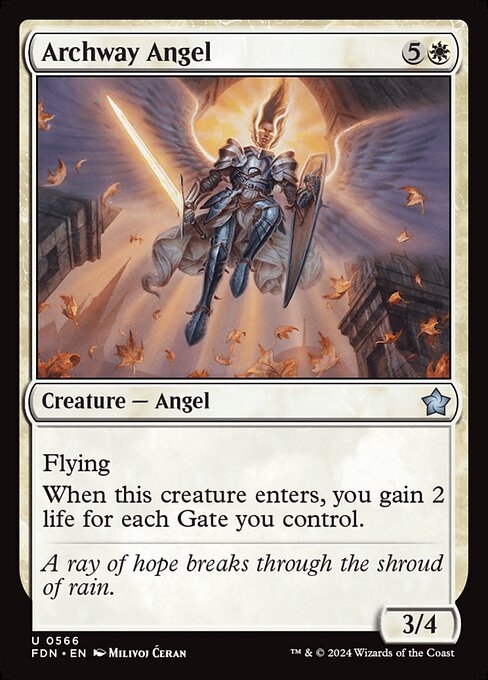 Archway Angel 5
Creature — Angel
Flying
When this creature enters, you gain 2
life for each Gate you control.
A ray of hope breaks through the shroud
of rain.
3/4
U 0566
FDN • EN Milivoj Ćeran
™ & © 2024 Wizards of the Coast